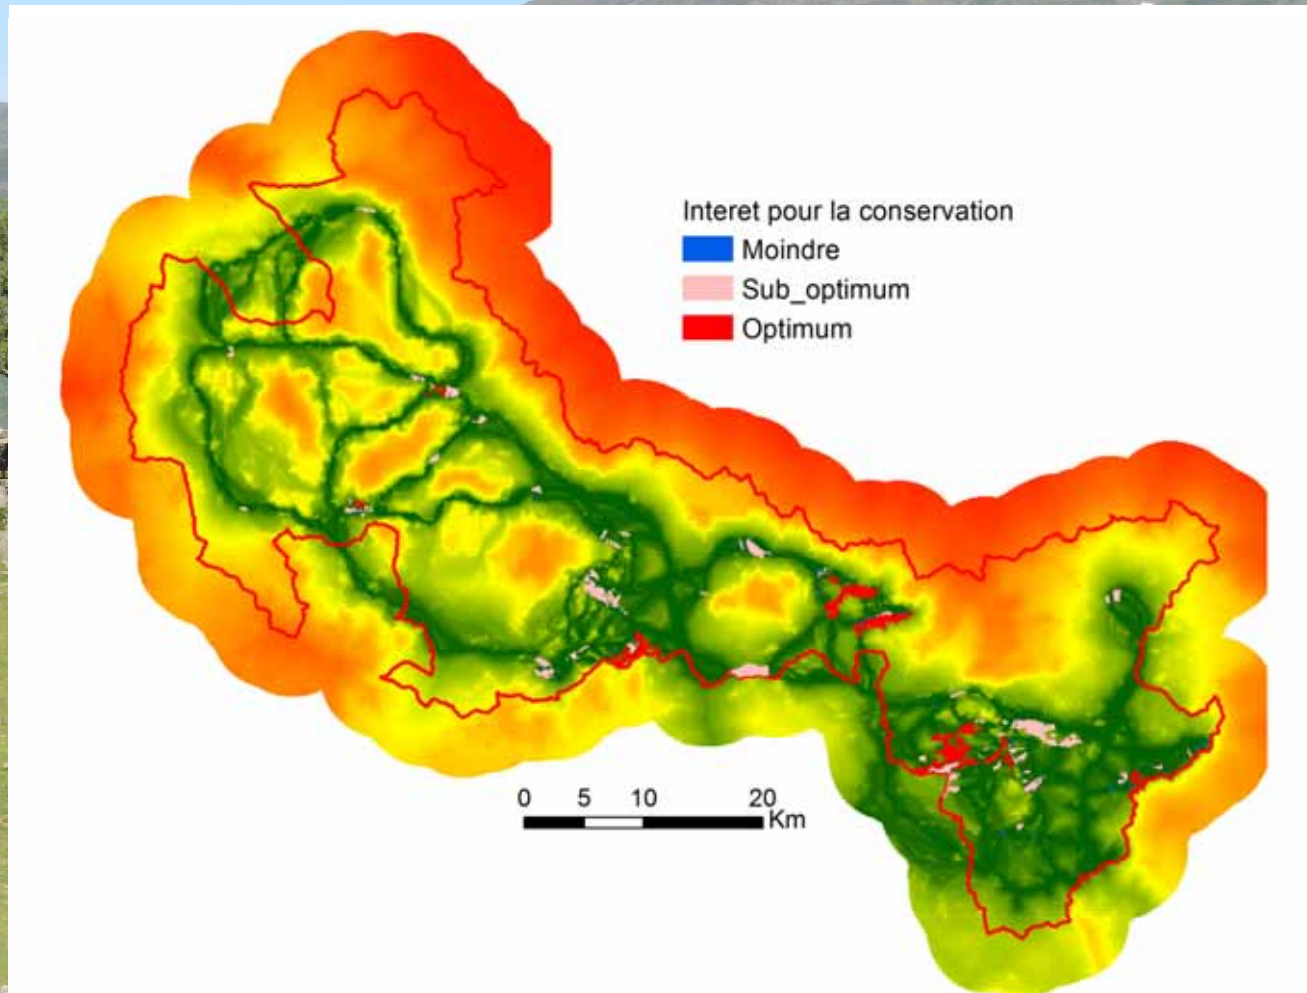 Interet pour la conservation
Moindre
Sub_optimum
Optimum
0 5 10 20
Km